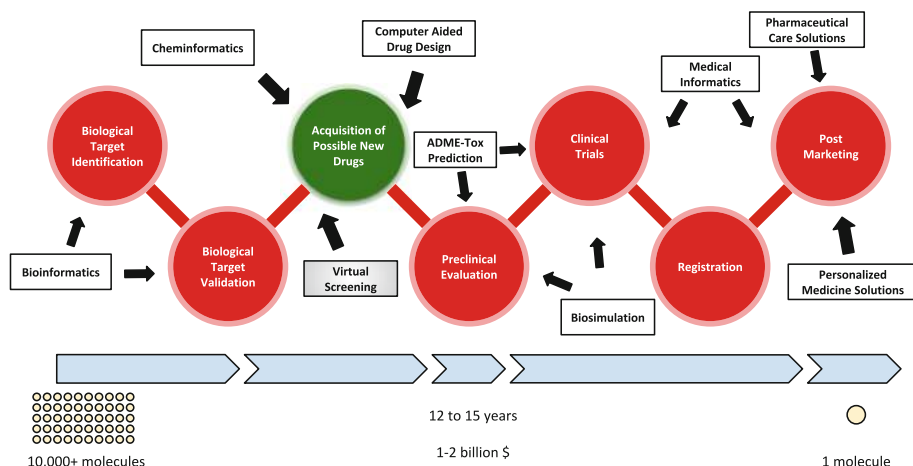 Pharmaceutical
Care Solutions
Computer Aided
Drug Design
Cheminformatics
Medical
Informatics
Biological
Target
Identification
Acquisition of
Possible New
Drugs
ADME-Tox
Prediction
Clinical
Trials
Post
Marketing
Bioinformatics
Biological
Target
Validation
Virtual
Screening
Preclinical
Evaluation
Biosimulation
Registration
Personalized
Medicine Solutions
12 to 15 years
10,000+ molecules
1-2 billion $
1 molecule